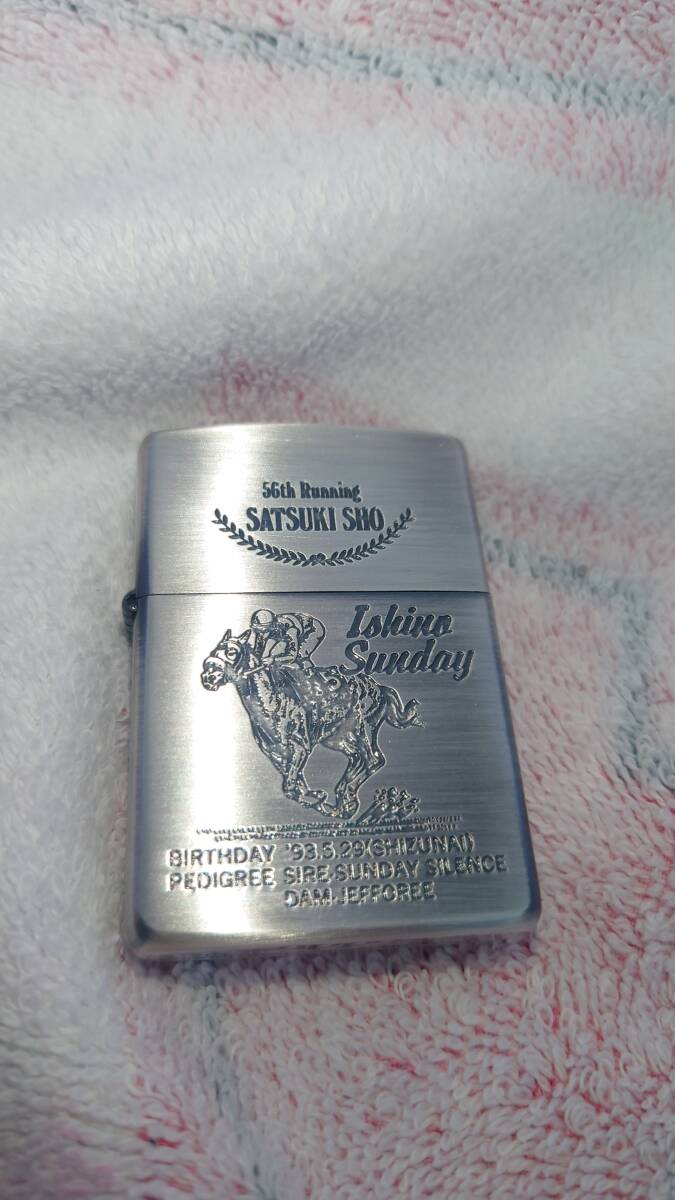 56th Running
SATSUKI SHO
Ishino
Sunday
BIRTHDAY '93.5.29(SHIZUNAI)
PEDIGREE SIRE.SUNDAY SILENCE
DAM.JEFFOREE